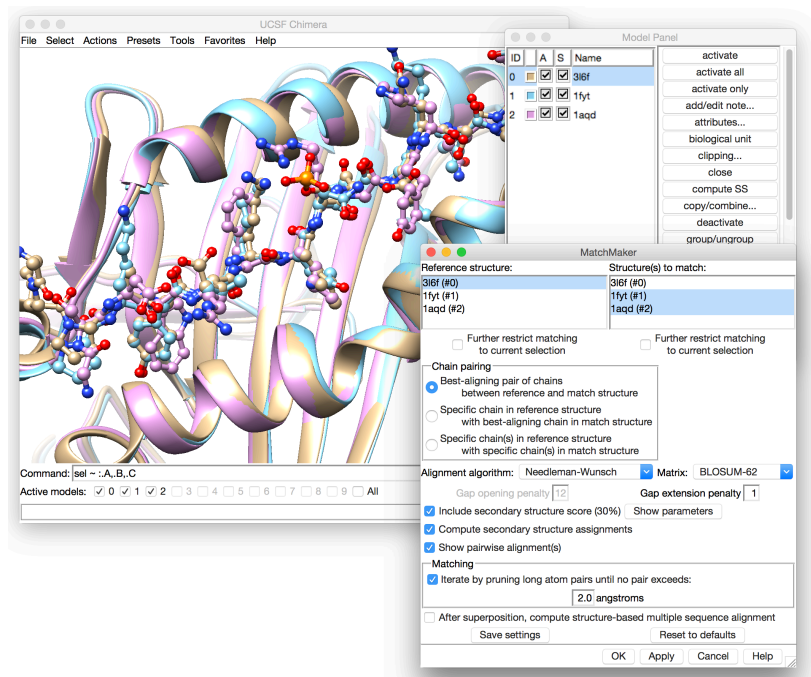 UCSF Chimera
File Select Actions Presets Tools Favorites Help
Command: sel ~ :.A,.B,.C
Active models: 0 1 2 3 4 5 6 7 8 9 All
Model Panel
ID A S Name
0 3l6f
1 1fyt
2 1aqd
activate
activate all
activate only
add/edit note...
attributes...
biological unit
clipping...
close
compute SS
copy/combine...
deactivate
group/ungroup
MatchMaker
Reference structure: Structure(s) to match:
3l6f (#0) 3l6f (#0)
1fyt (#1) 1fyt (#1)
1aqd (#2) 1aqd (#2)
Further restrict matching Further restrict matching
to current selection to current selection
Chain pairing
Best-aligning pair of chains
between reference and match structure
Specific chain in reference structure
with best-aligning chain in match structure
Specific chain(s) in reference structure
with specific chain(s) in match structure
Alignment algorithm: Needleman-Wunsch Matrix: BLOSUM-62
Gap opening penalty 12 Gap extension penalty 1
Include secondary structure score (30%) Show parameters
Compute secondary structure assignments
Show pairwise alignment(s)
Matching
Iterate by pruning long atom pairs until no pair exceeds:
2.0 angstroms
After superposition, compute structure-based multiple sequence alignment
Save settings Reset to defaults
OK Apply Cancel Help